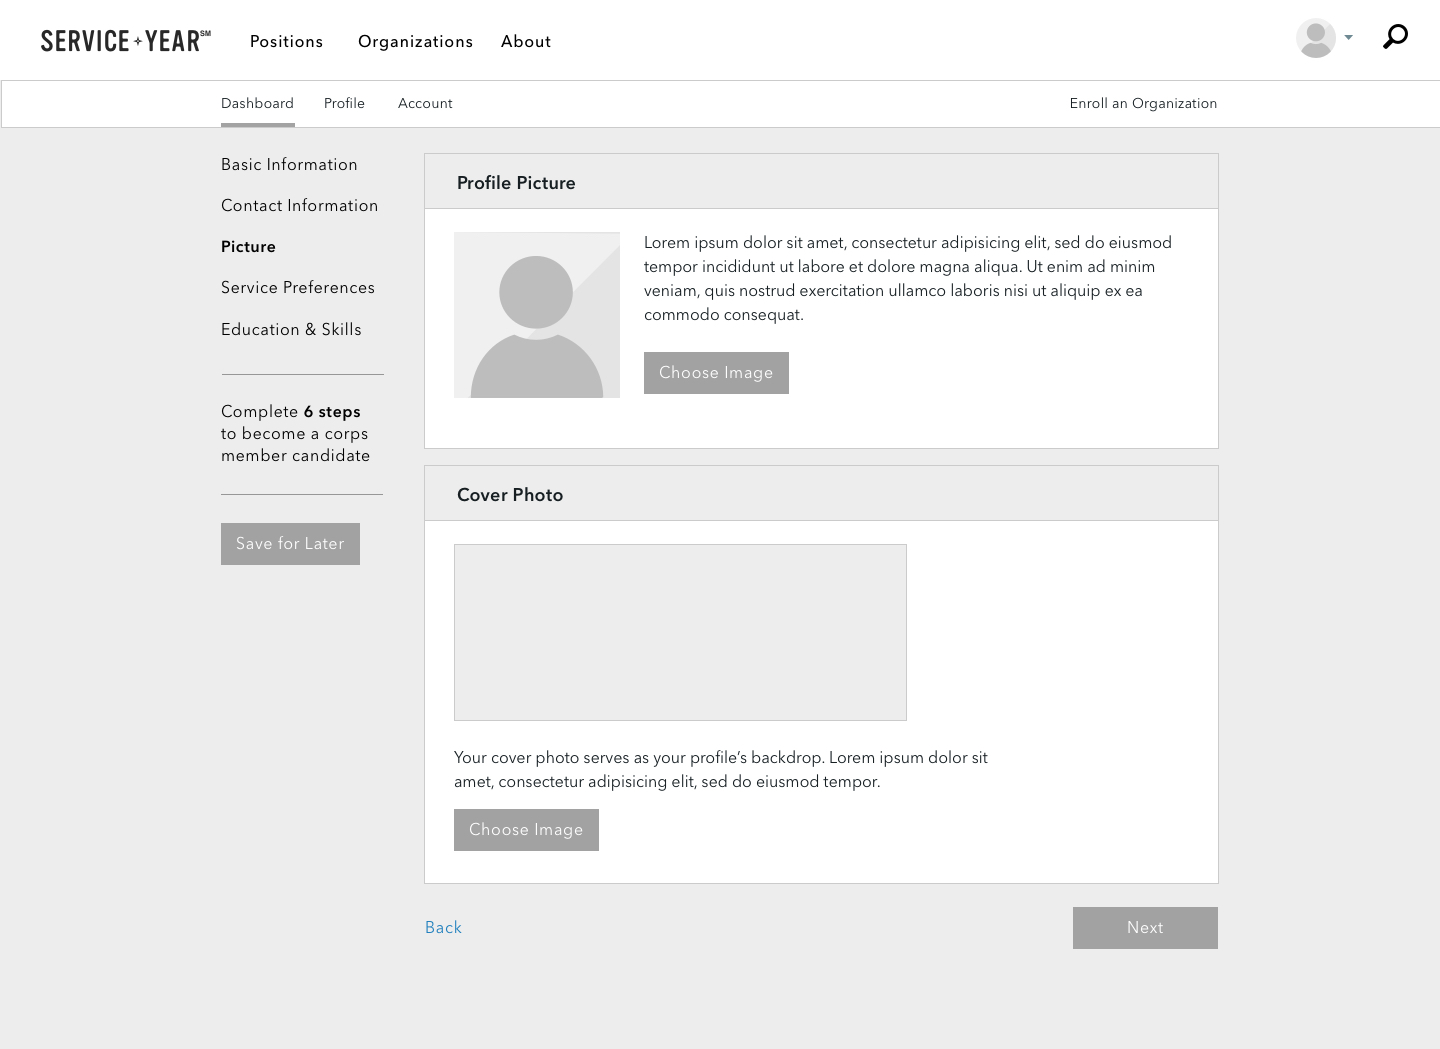 SERVICE + YEAR SM
Positions
Organizations
About
Dashboard
Profile
Account
Enroll an Organization
Basic Information
Contact Information
Picture
Service Preferences
Education & Skills
Complete 6 steps
to become a corps
member candidate
Save for Later
Profile Picture
Lorem ipsum dolor sit amet, consectetur adipisicing elit, sed do eiusmod
tempor incididunt ut labore et dolore magna aliqua. Ut enim ad minim
veniam, quis nostrud exercitation ullamco laboris nisi ut aliquip ex ea
commodo consequat.
Choose Image
Cover Photo
Your cover photo serves as your profile’s backdrop. Lorem ipsum dolor sit
amet, consectetur adipisicing elit, sed do eiusmod tempor.
Choose Image
Back
Next